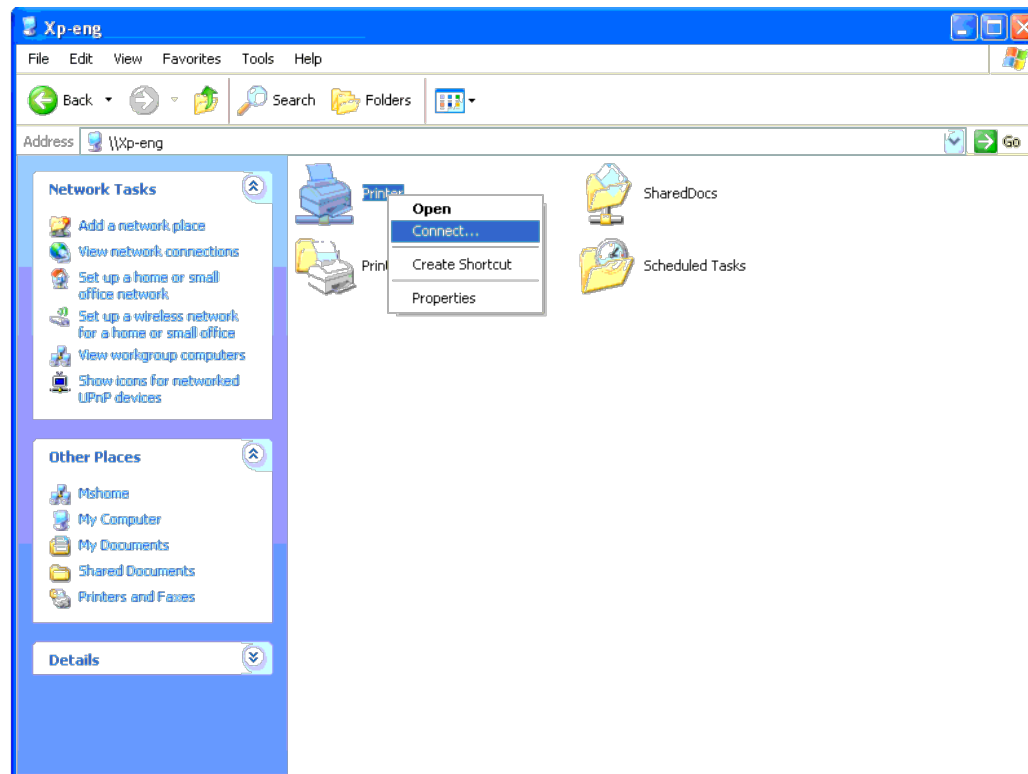 Xp-eng
File Edit View Favorites Tools Help
Back Search Folders
Address \\Xp-eng Go
Network Tasks
Add a network place
View network connections
Set up a home or small
office network
Set up a wireless network
for a home or small office
View workgroup computers
Show icons for networked
UPnP devices
Other Places
Mshome
My Computer
My Documents
Shared Documents
Printers and Faxes
Details
Printer
Print
Open
Connect...
Create Shortcut
Properties
SharedDocs
Scheduled Tasks